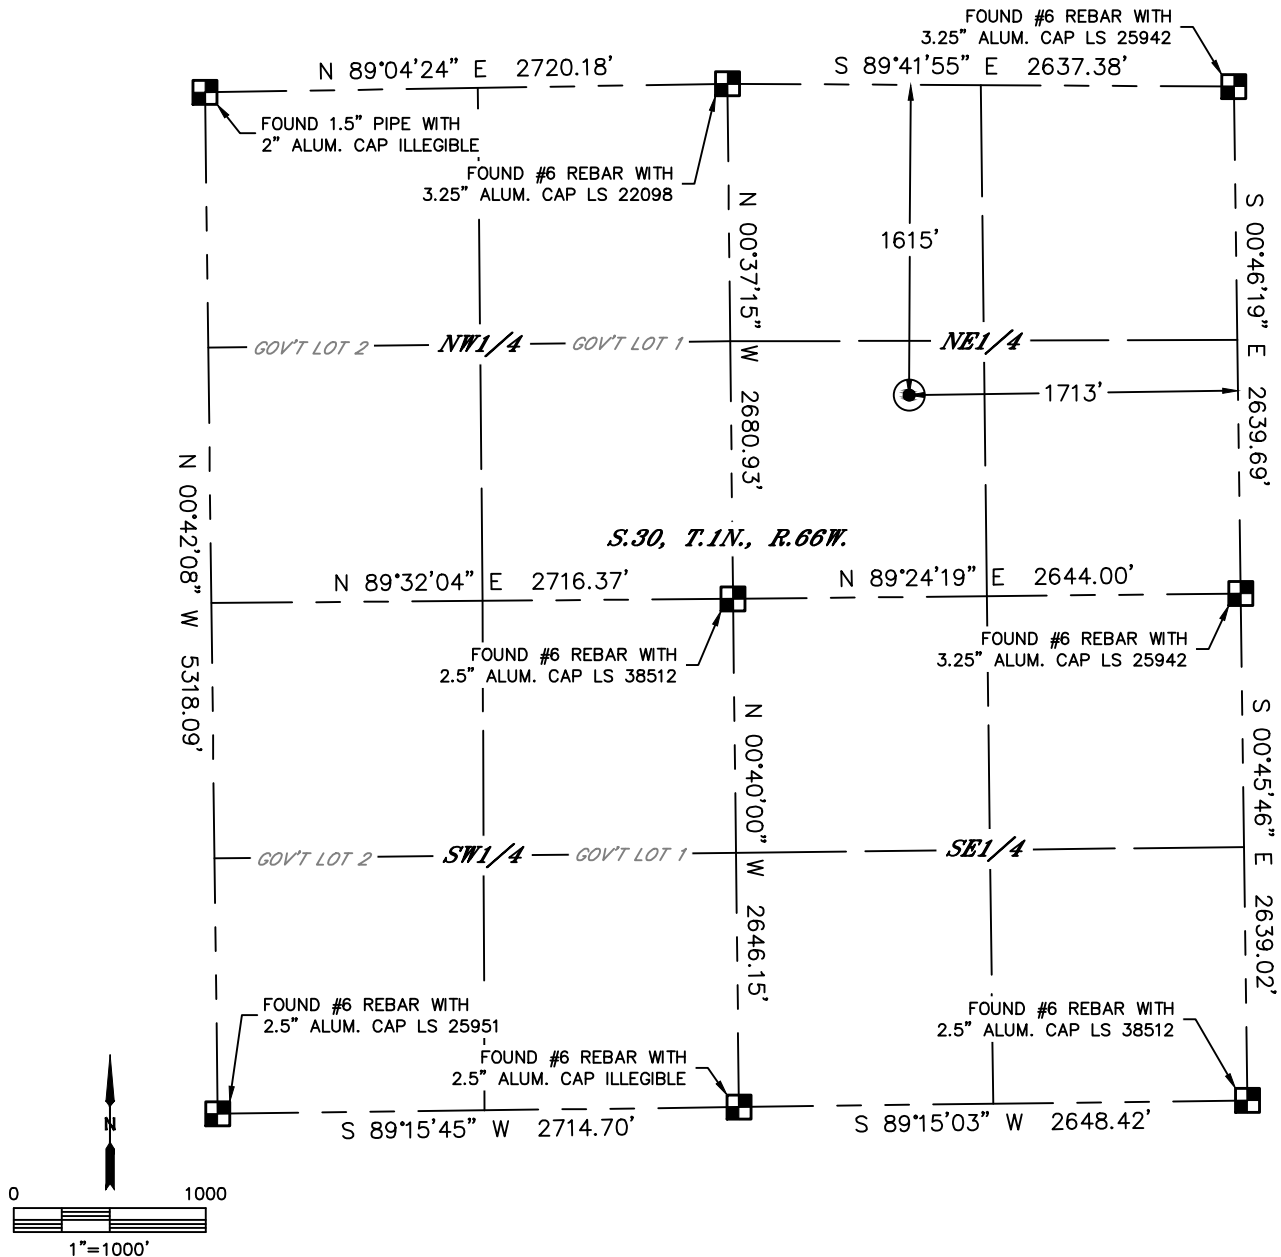 FOUND #6 REBAR WITH
3.25” ALUM. CAP LS 25942
N 89°04'24” E 2720.18'
S 89°41'55” E 2637.38'
FOUND 1.5” PIPE WITH
2” ALUM. CAP ILLEGIBLE
FOUND #6 REBAR WITH
3.25” ALUM. CAP LS 22098
N 00°37'15” W 2680.93'
S 00°46'19” E 2639.69'
1615'
GOV'T LOT 2
NW1/4
GOV'T LOT 1
NE1/4
1713'
N 00°42'08” W 5318.09'
S.30, T.1N., R.66W.
N 89°32'04” E 2716.37'
N 89°24'19” E 2644.00'
FOUND #6 REBAR WITH
2.5” ALUM. CAP LS 38512
FOUND #6 REBAR WITH
3.25” ALUM. CAP LS 25942
N 00°40'00” W 2646.15'
S 00°45'46” E 2639.02'
GOV'T LOT 2
SW1/4
GOV'T LOT 1
SE1/4
FOUND #6 REBAR WITH
2.5” ALUM. CAP LS 25951
FOUND #6 REBAR WITH
2.5” ALUM. CAP ILLEGIBLE
FOUND #6 REBAR WITH
2.5” ALUM. CAP LS 38512
S 89°15'45” W 2714.70'
S 89°15'03” W 2648.42'
N
0 1000
1”=1000'